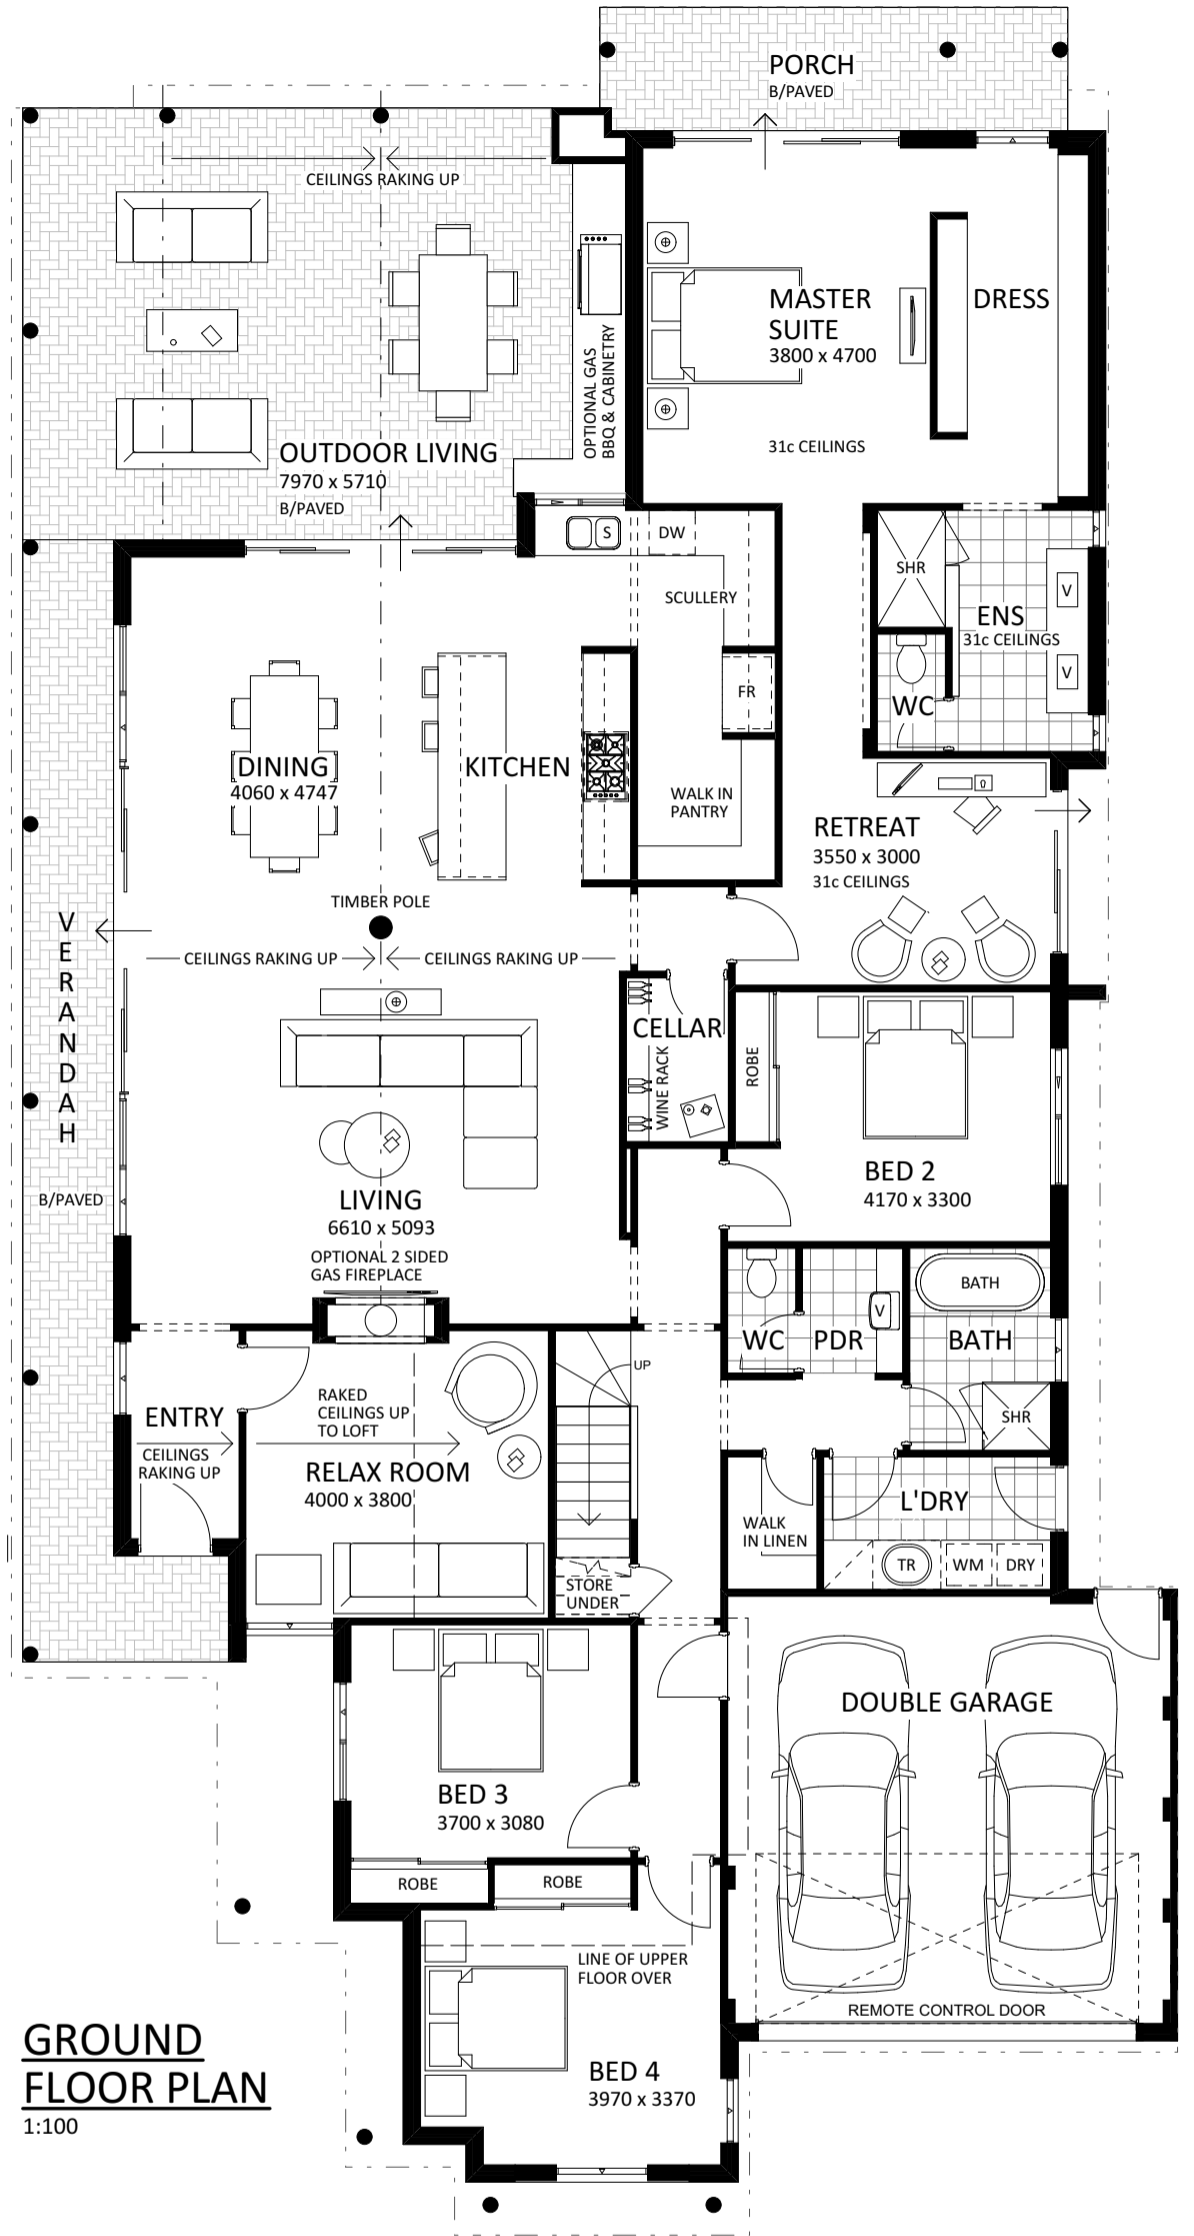 PORCH
B/PAVED
CEILINGS RAKING UP
MASTER
SUITE
3800 x 4700
DRESS
OPTIONAL GAS
BBQ & CABINETRY
31c CEILINGS
OUTDOOR LIVING
7970 x 5710
B/PAVED
S
DW
SCULLERY
SHR
V
ENS
31c CEILINGS
V
FR
WC
DINING
4060 x 4747
KITCHEN
WALK IN
PANTRY
RETREAT
3550 x 3000
31c CEILINGS
TIMBER POLE
VERANDAH
CEILINGS RAKING UP
CEILINGS RAKING UP
CELLAR
WINE RACK
ROBE
BED 2
4170 x 3300
B/PAVED
LIVING
6610 x 5093
OPTIONAL 2 SIDED
GAS FIREPLACE
BATH
V
WC
PDR
BATH
UP
RAKED
CEILINGS UP
TO LOFT
ENTRY
CEILINGS
RAKING UP
SHR
RELAX ROOM
4000 x 3800
L'DRY
WALK
IN LINEN
TR
WM
DRY
STORE
UNDER
DOUBLE GARAGE
BED 3
3700 x 3080
ROBE
ROBE
LINE OF UPPER
FLOOR OVER
REMOTE CONTROL DOOR
GROUND
FLOOR PLAN
1:100
BED 4
3970 x 3370